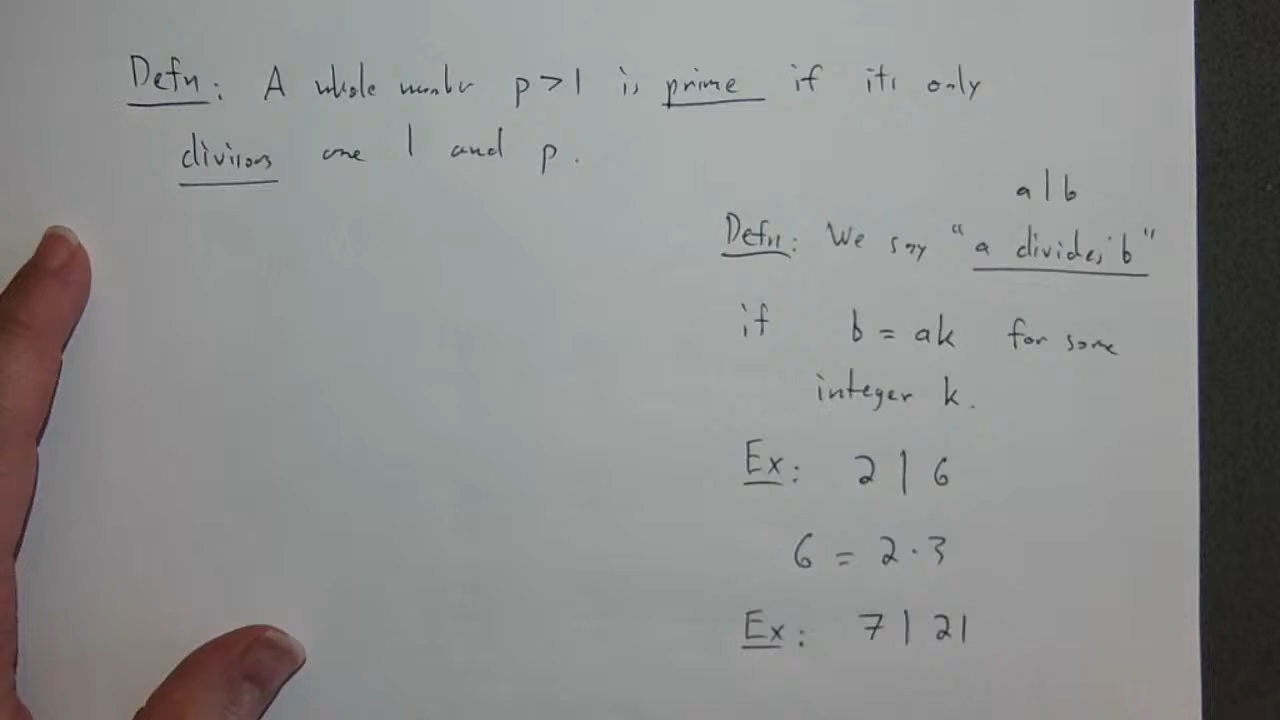 Defn: A whole number p > 1 is prime if its only
divisors are 1 and p.
a | b
Defn: We say "a divides b"
if b = ak for some
integer k.
Ex: 2 | 6
6 = 2 · 3
Ex: 7 | 21